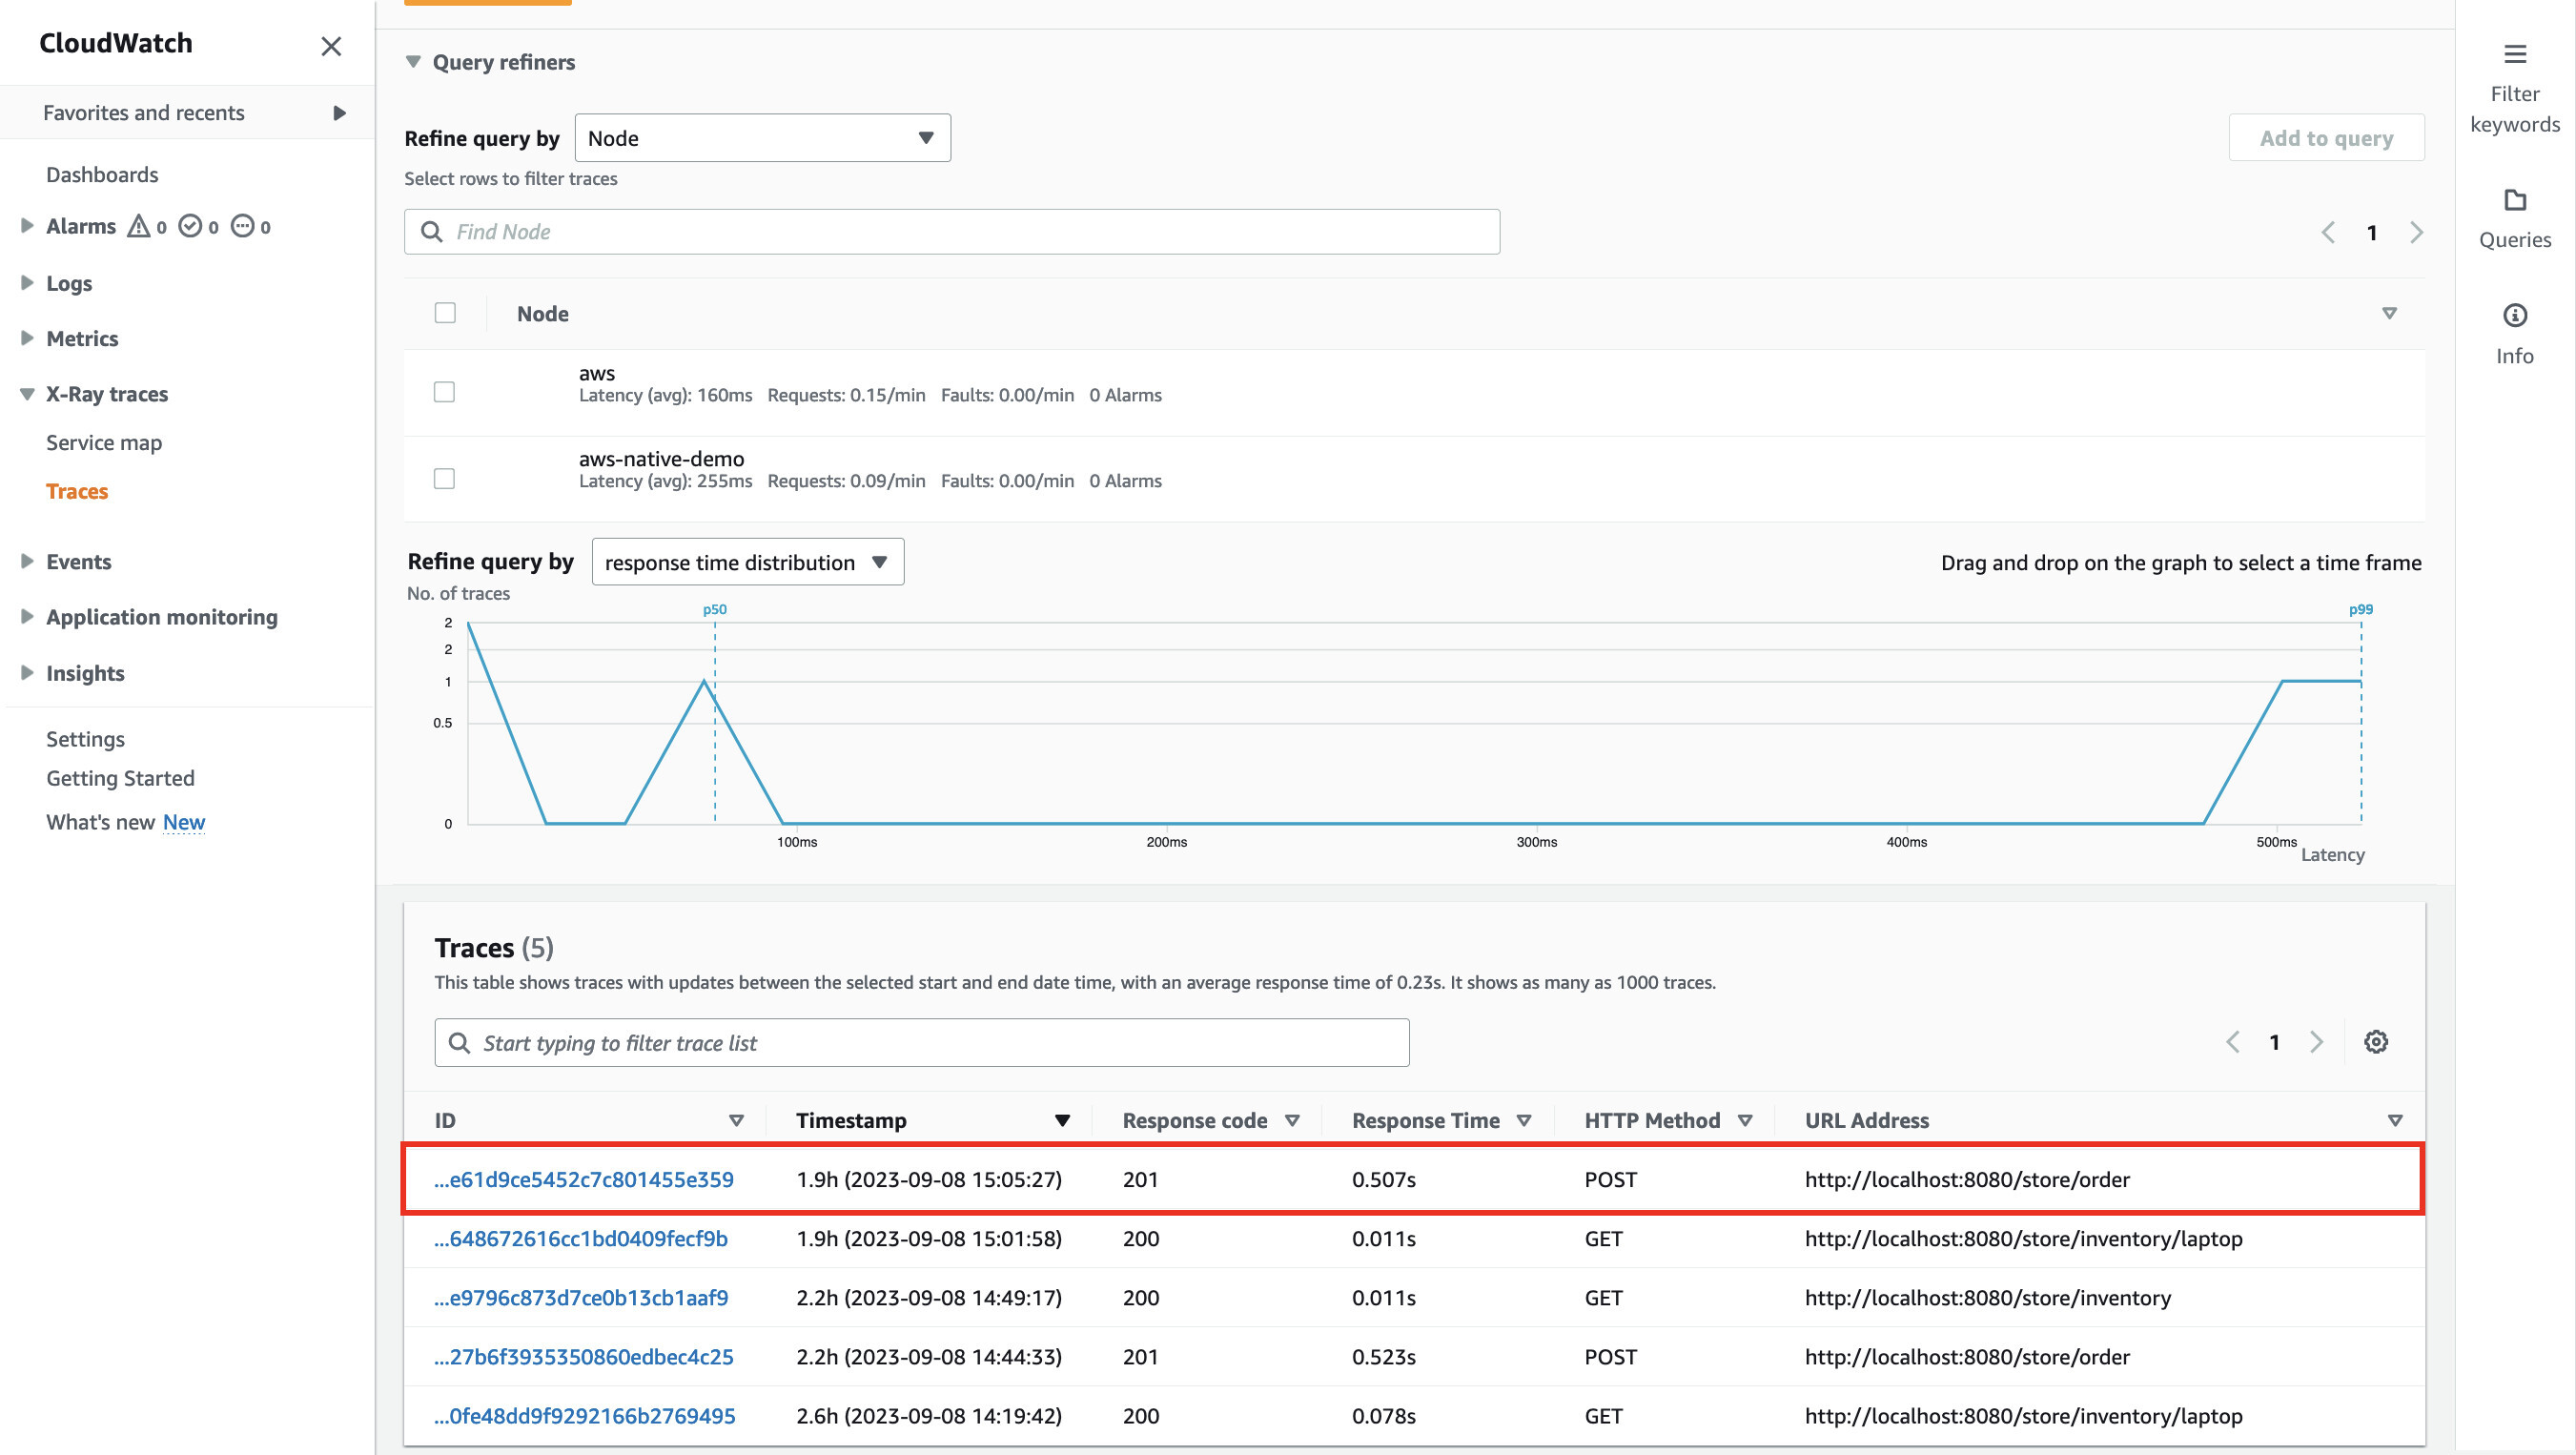 CloudWatch
Favorites and recents
Dashboards
Alarms 0 0 0
Logs
Metrics
X-Ray traces
Service map
Traces
Events
Application monitoring
Insights
Settings
Getting Started
What's new New
Query refiners
Refine query by Node
Add to query
Select rows to filter traces
Find Node
1
Node
aws
Latency (avg): 160ms Requests: 0.15/min Faults: 0.00/min 0 Alarms
aws-native-demo
Latency (avg): 255ms Requests: 0.09/min Faults: 0.00/min 0 Alarms
Refine query by response time distribution
Drag and drop on the graph to select a time frame
No. of traces
p50
p99
2
2
1
0.5
0
100ms 200ms 300ms 400ms 500ms
Latency
Traces (5)
This table shows traces with updates between the selected start and end date time, with an average response time of 0.23s. It shows as many as 1000 traces.
Start typing to filter trace list
1
ID Timestamp Response code Response Time HTTP Method URL Address
...e61d9ce5452c7c801455e359 1.9h (2023-09-08 15:05:27) 201 0.507s POST http://localhost:8080/store/order
...648672616cc1bd0409fecf9b 1.9h (2023-09-08 15:01:58) 200 0.011s GET http://localhost:8080/store/inventory/laptop
...e9796c873d7ce0b13cb1aaf9 2.2h (2023-09-08 14:49:17) 200 0.011s GET http://localhost:8080/store/inventory
...27b6f3935350860edbec4c25 2.2h (2023-09-08 14:44:33) 201 0.523s POST http://localhost:8080/store/order
...0fe48dd9f9292166b2769495 2.6h (2023-09-08 14:19:42) 200 0.078s GET http://localhost:8080/store/inventory/laptop
Filter
keywords
Queries
Info